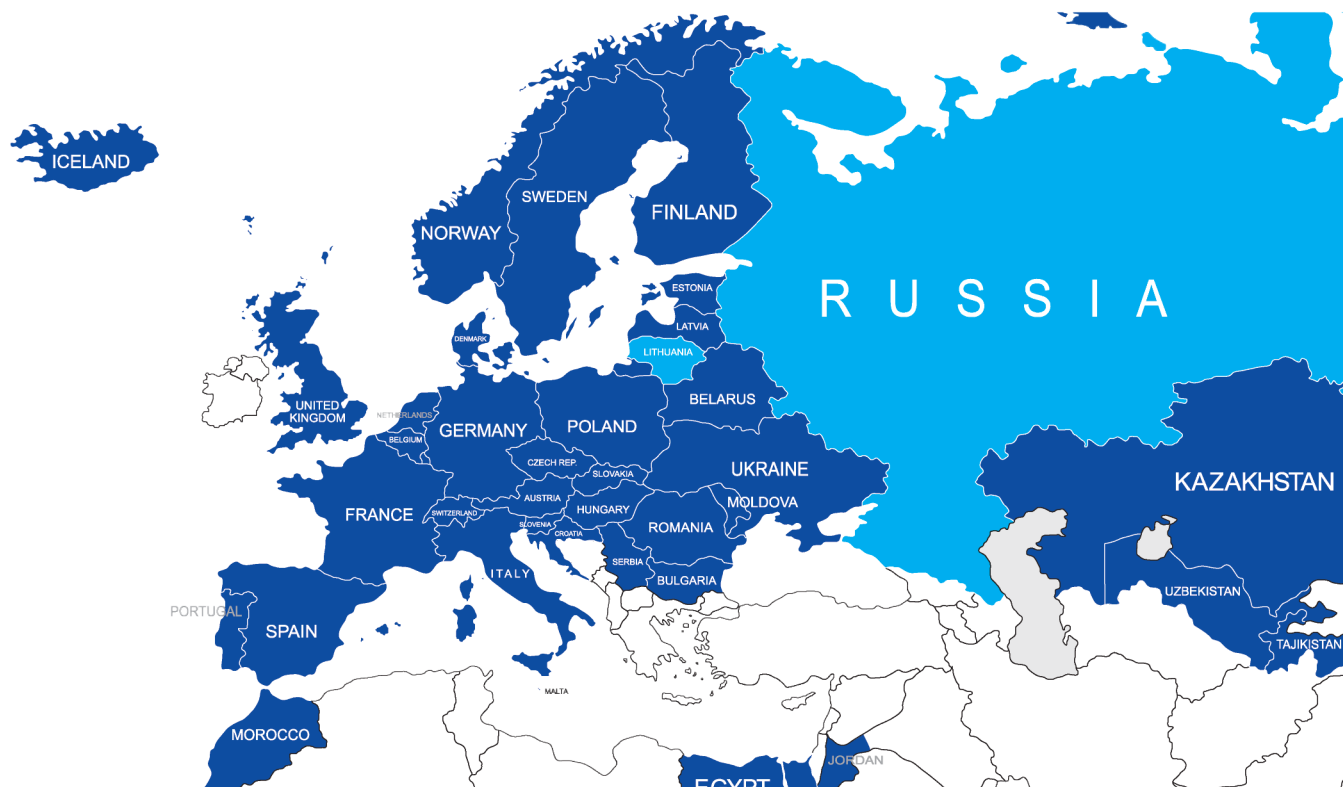 ICELAND
SWEDEN
FINLAND
NORWAY
ESTONIA
RUSSIA
LATVIA
DENMARK
LITHUANIA
BELARUS
UNITED
KINGDOM
NETHERLANDS
GERMANY
POLAND
BELGIUM
CZECH REP.
SLOVAKIA
UKRAINE
KAZAKHSTAN
AUSTRIA
MOLDOVA
FRANCE
SWITZERLAND
HUNGARY
SLOVENIA
CROATIA
ROMANIA
SERBIA
ITALY
BULGARIA
UZBEKISTAN
PORTUGAL
SPAIN
TAJIKISTAN
MALTA
MOROCCO
JORDAN
EGYPT